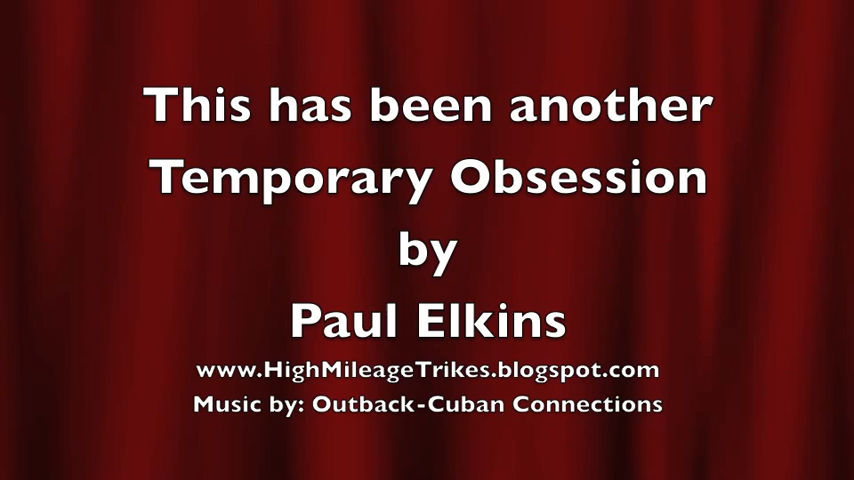 This has been another
Temporary Obsession
by
Paul Elkins
www.HighMileageTrikes.blogspot.com
Music by: Outback-Cuban Connections